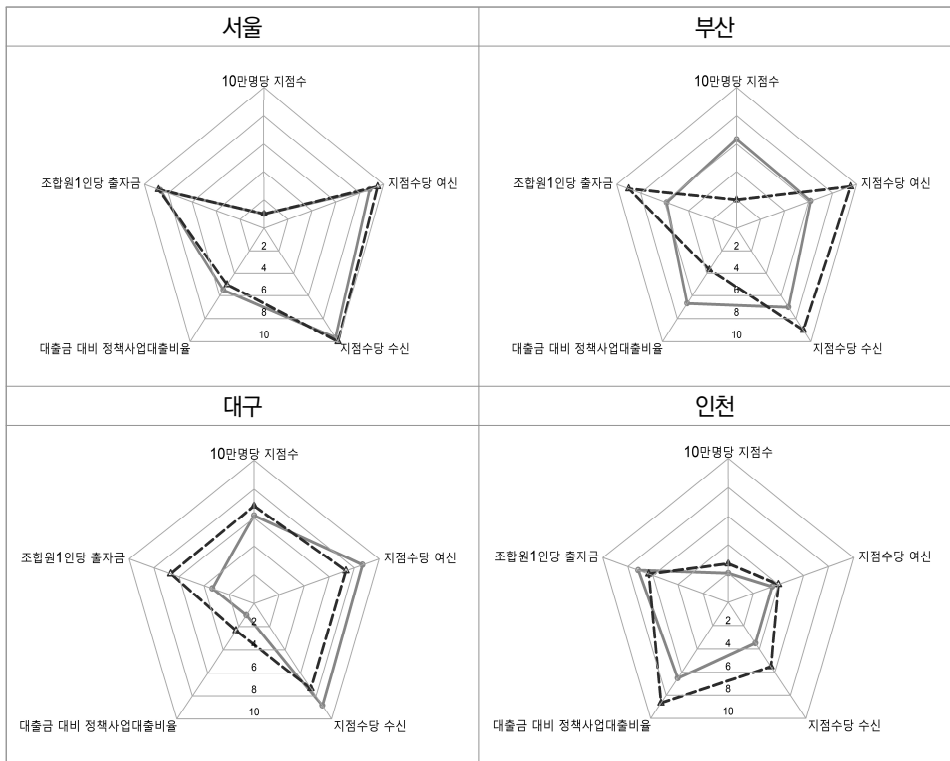 서울
10만명당 지점수
조합원1인당 출자금
지점수당 여신
2
4
6
8
10
대출금 대비 정책사업대출비율
지점수당 수신
부산
10만명당 지점수
조합원1인당 출자금
지점수당 여신
2
4
6
8
10
대출금 대비 정책사업대출비율
지점수당 수신
대구
10만명당 지점수
조합원1인당 출자금
지점수당 여신
2
4
6
8
10
대출금 대비 정책사업대출비율
지점수당 수신
인천
10만명당 지점수
조합원1인당 출지금
지점수당 여신
2
4
6
8
10
대출금 대비 정책사업대출비율
지점수당 수신